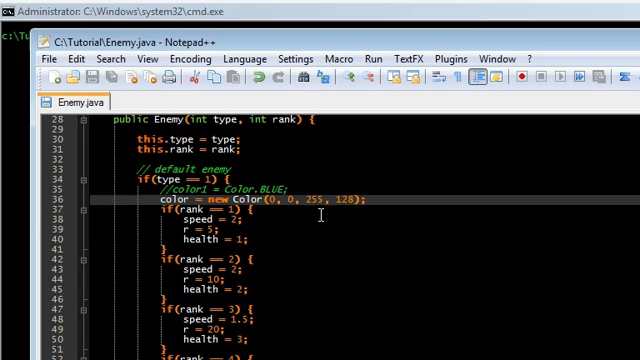 Administrator: C:\Windows\system32\cmd.exe
C:\Tu
C:\Tutorial\Enemy.java - Notepad++
File Edit Search View Encoding Language Settings Macro Run TextFX Plugins Window ?
Enemy.java
28 public Enemy(int type, int rank) {
29
30 this.type = type;
31 this.rank = rank;
32
33 // default enemy
34 if(type == 1) {
35 //color1 = Color.BLUE;
36 color = new Color(0, 0, 255, 128);
37 if(rank == 1) {
38 speed = 2;
39 r = 5;
40 health = 1;
41 }
42 if(rank == 2) {
43 speed = 2;
44 r = 10;
45 health = 2;
46 }
47 if(rank == 3) {
48 speed = 1.5;
49 r = 20;
50 health = 3;
51 }
52 if(rank == 4) {